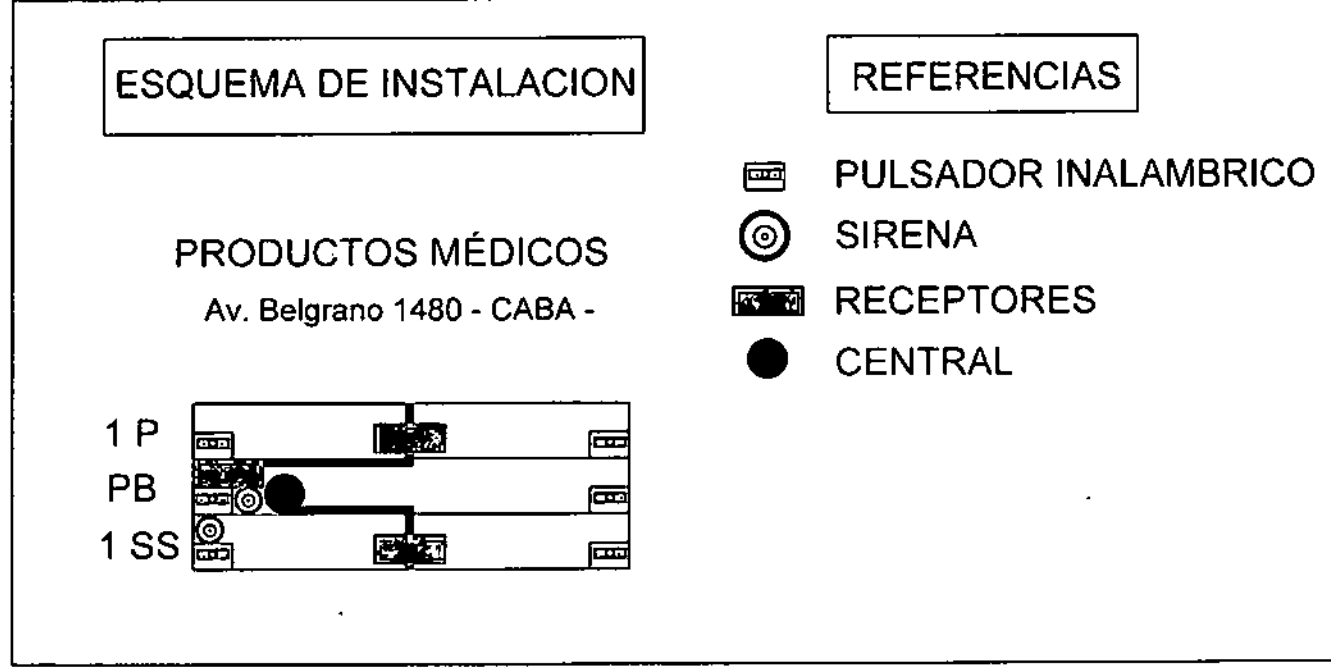 ESQUEMA DE INSTALACION
PRODUCTOS MÉDICOS
Av. Belgrano 1480 - CABA -
1 P
PB
1 SS
REFERENCIAS
PULSADOR INALAMBRICO
SIRENA
RECEPTORES
CENTRAL